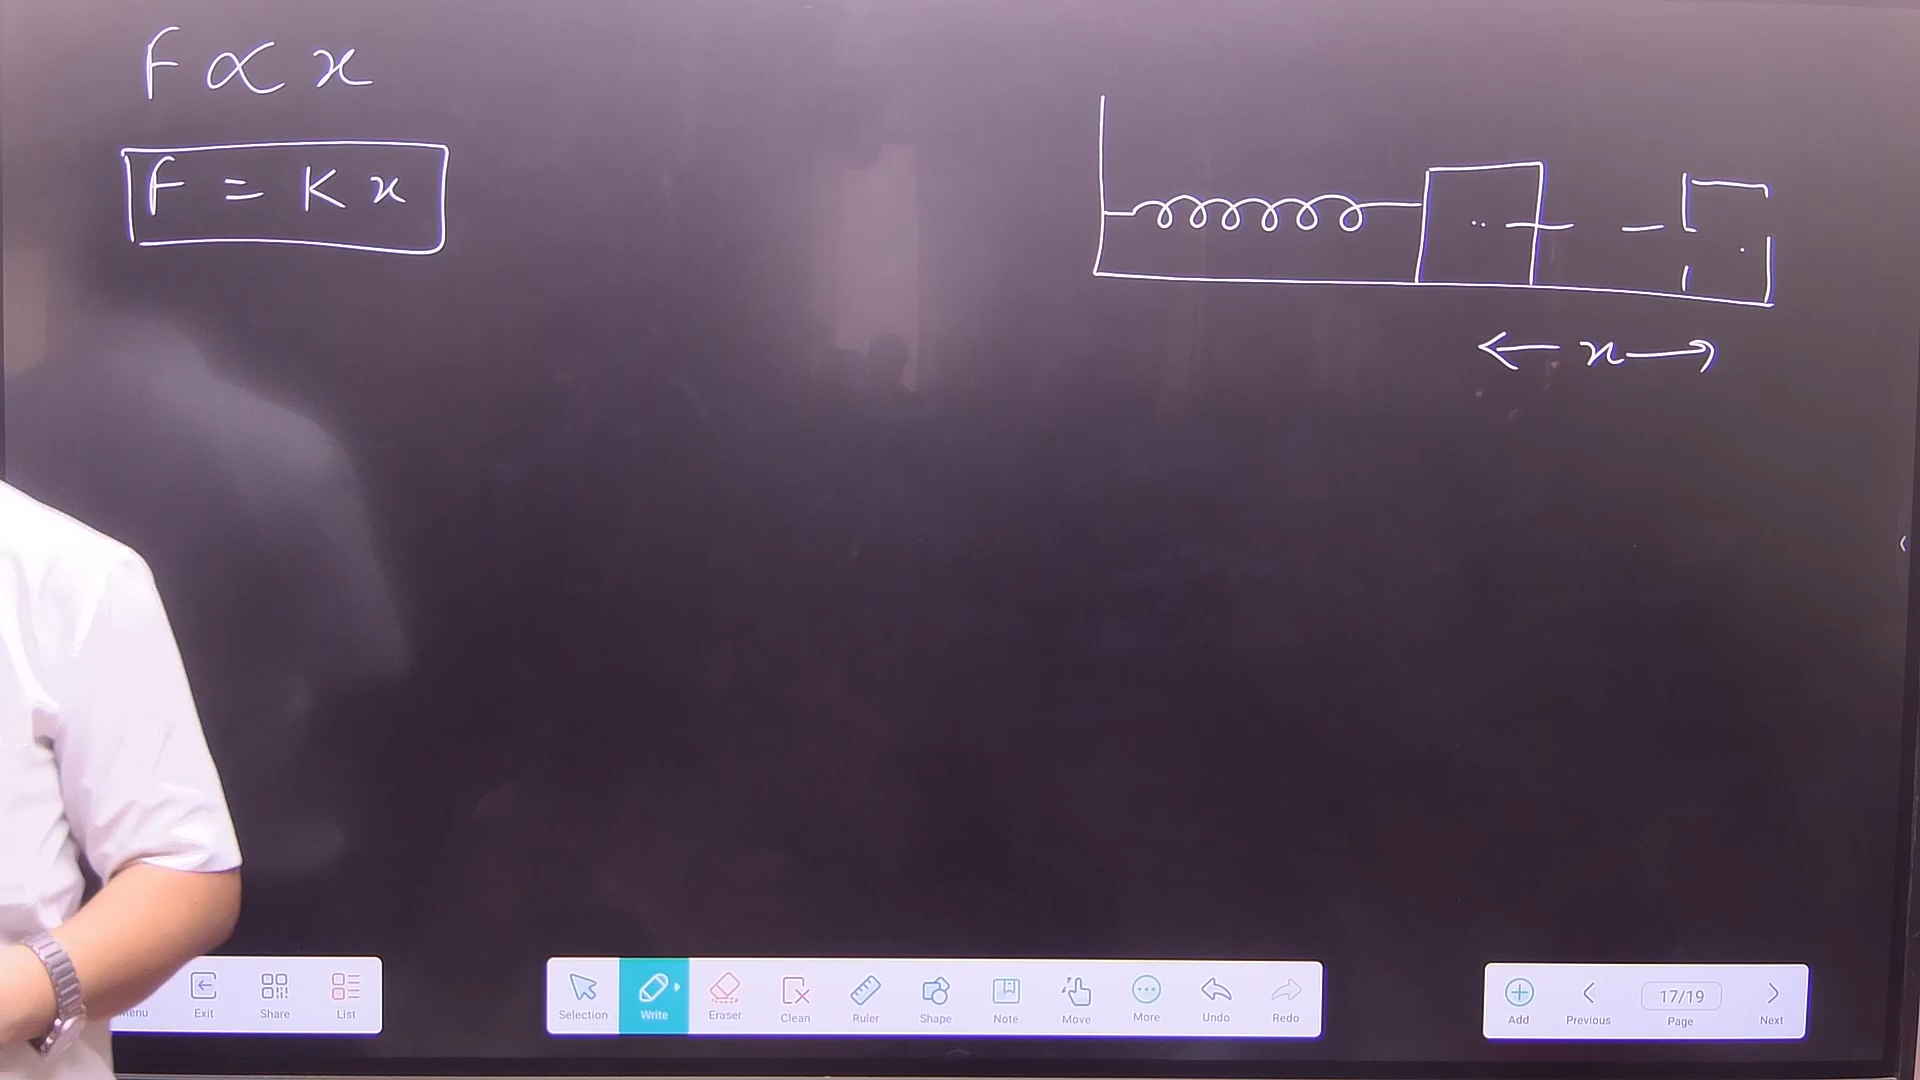 F ∝ x
F = K x
← x →
Menu Exit Share List
Selection Write Eraser Clean Ruler Shape Note Move More Undo Redo
Add Previous 17/19 Page Next